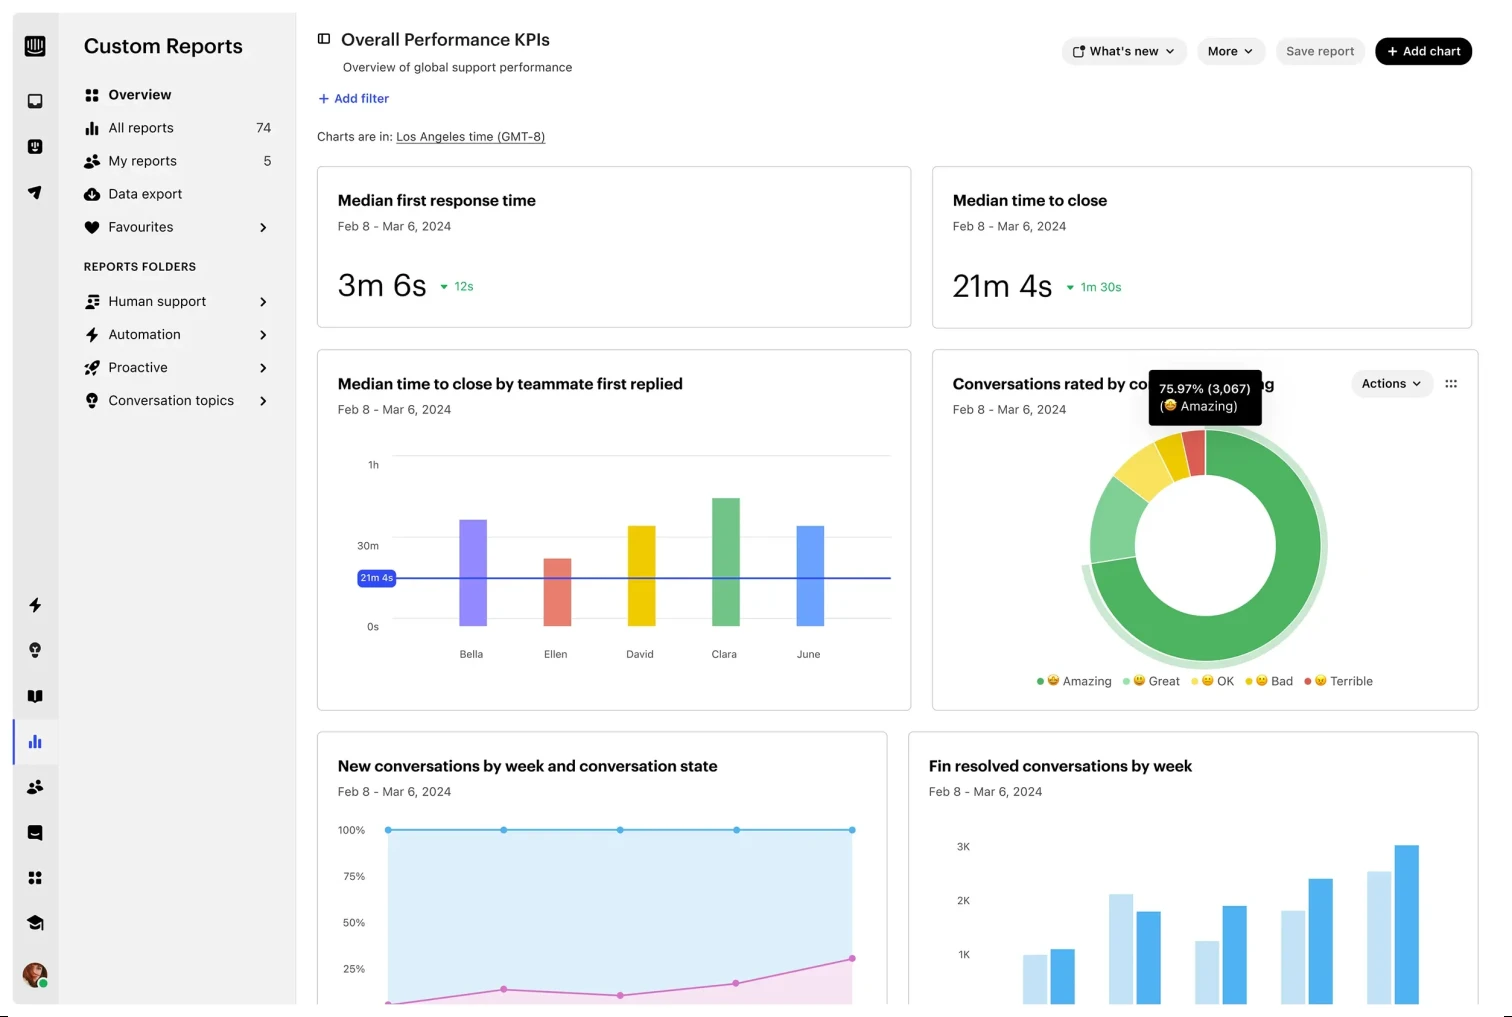 Custom Reports
Overview
All reports 74
My reports 5
Data export
Favourites
REPORTS FOLDERS
Human support
Automation
Proactive
Conversation topics
Overall Performance KPIs
Overview of global support performance
What's new
More
Save report
+ Add chart
+ Add filter
Charts are in: Los Angeles time (GMT-8)
Median first response time
Feb 8 - Mar 6, 2024
3m 6s 12s
Median time to close
Feb 8 - Mar 6, 2024
21m 4s 1m 30s
Median time to close by teammate first replied
Feb 8 - Mar 6, 2024
1h
30m
21m 4s
0s
Bella Ellen David Clara June
Conversations rated by co
Feb 8 - Mar 6, 2024
75.97% (3,067)
(🤩 Amazing)
Actions
Amazing Great OK Bad Terrible
New conversations by week and conversation state
Feb 8 - Mar 6, 2024
100%
75%
50%
25%
Fin resolved conversations by week
Feb 8 - Mar 6, 2024
3K
2K
1K